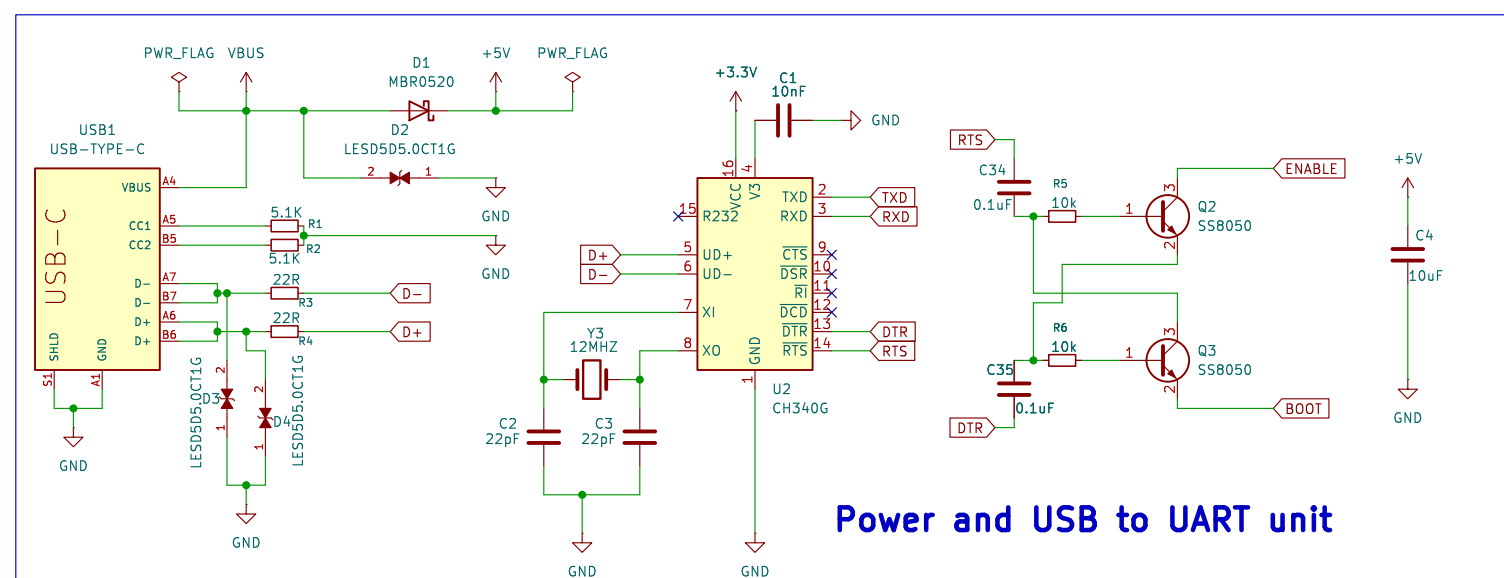 PWR_FLAG
VBUS
D1
MBR0520
+5V
PWR_FLAG
D2
LESD5D5.0CT1G
2
1
GND
USB1
USB-TYPE-C
USB-C
VBUS
A4
CC1
A5
CC2
B5
D-
A7
D-
B7
D+
A6
D+
B6
SHLD
GND
S1
A1
GND
5.1K
R1
R2
5.1K
GND
22R
R3
D-
22R
R4
D+
2
D3
1
LESD5D5.0CT1G
2
D4
1
LESD5D5.0CT1G
GND
+3.3V
C1
10nF
GND
16
4
VCC
V3
15
R232
5
UD+
6
UD-
7
XI
8
XO
D+
D-
TXD
2
TXD
RXD
3
RXD
CTS
9
DSR
10
RI
11
DCD
12
DTR
13
DTR
RTS
14
RTS
GND
1
U2
CH340G
GND
Y3
12MHZ
C2
22pF
C3
22pF
GND
RTS
C34
0.1uF
R5
10k
1
3
2
Q2
SS8050
ENABLE
R6
10k
C35
0.1uF
DTR
1
3
2
Q3
SS8050
BOOT
+5V
C4
10uF
GND
Power and USB to UART unit